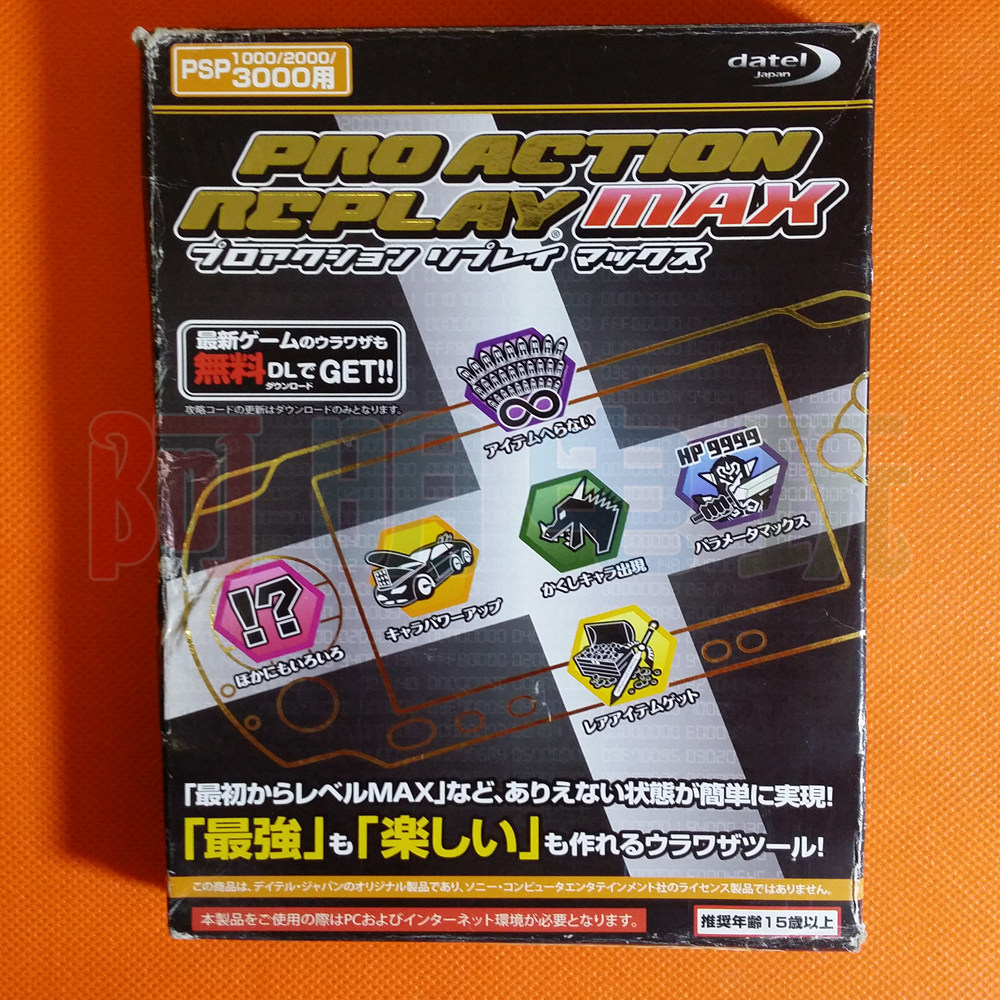 PSP 1000/2000/
3000用
datel
Japan
PRO ACTION
REPLAY® MAX
プロアクション リプレイ マックス
最新ゲームのウラワザも
無料DLでGET!!
ダウンロード
攻略コードの更新はダウンロードのみとなります。
アイテムへらない
HP 9999
パラメータマックス
かくしキャラ出現
キャラパワーアップ
!?
ほかにもいろいろ
レアアイテムゲット
「最初からレベルMAX」など、ありえない状態が簡単に実現!
「最強」も「楽しい」も作れるウラワザツール!
この商品は、デイテル・ジャパンのオリジナル製品であり、ソニー・コンピュータエンタテインメント社のライセンス製品ではありません。
本製品をご使用の際はPCおよびインターネット環境が必要となります。
推奨年齢15歳以上